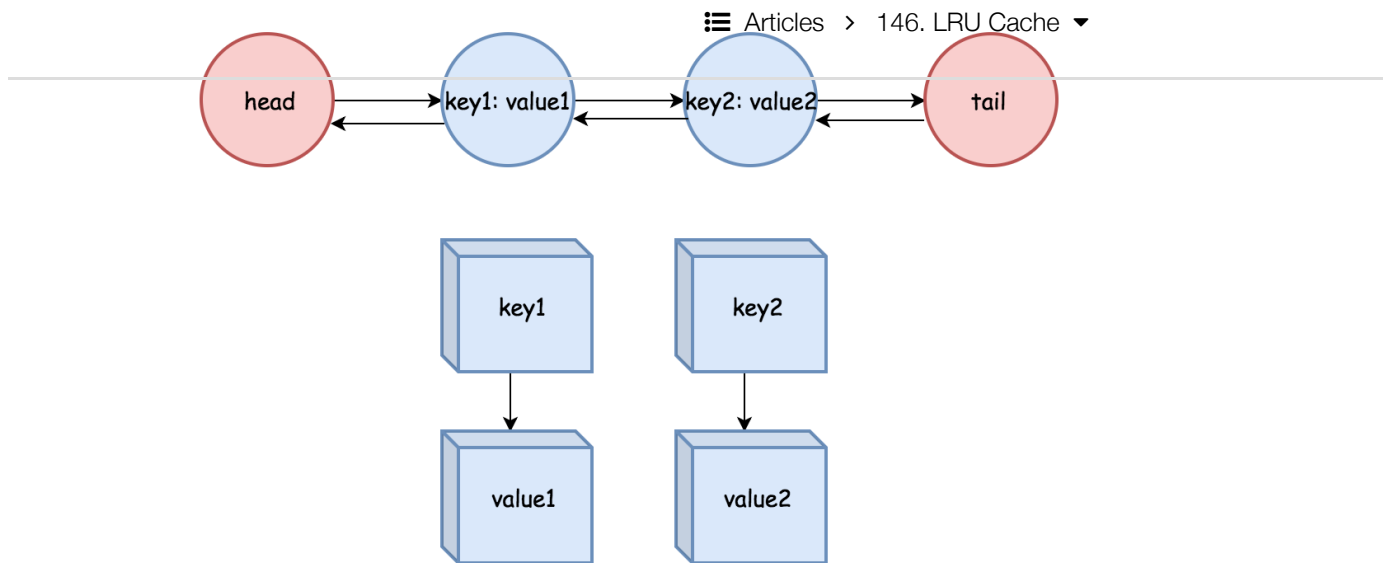 Articles > 146. LRU Cache
head key1: value1 key2: value2 tail
key1 key2
value1 value2